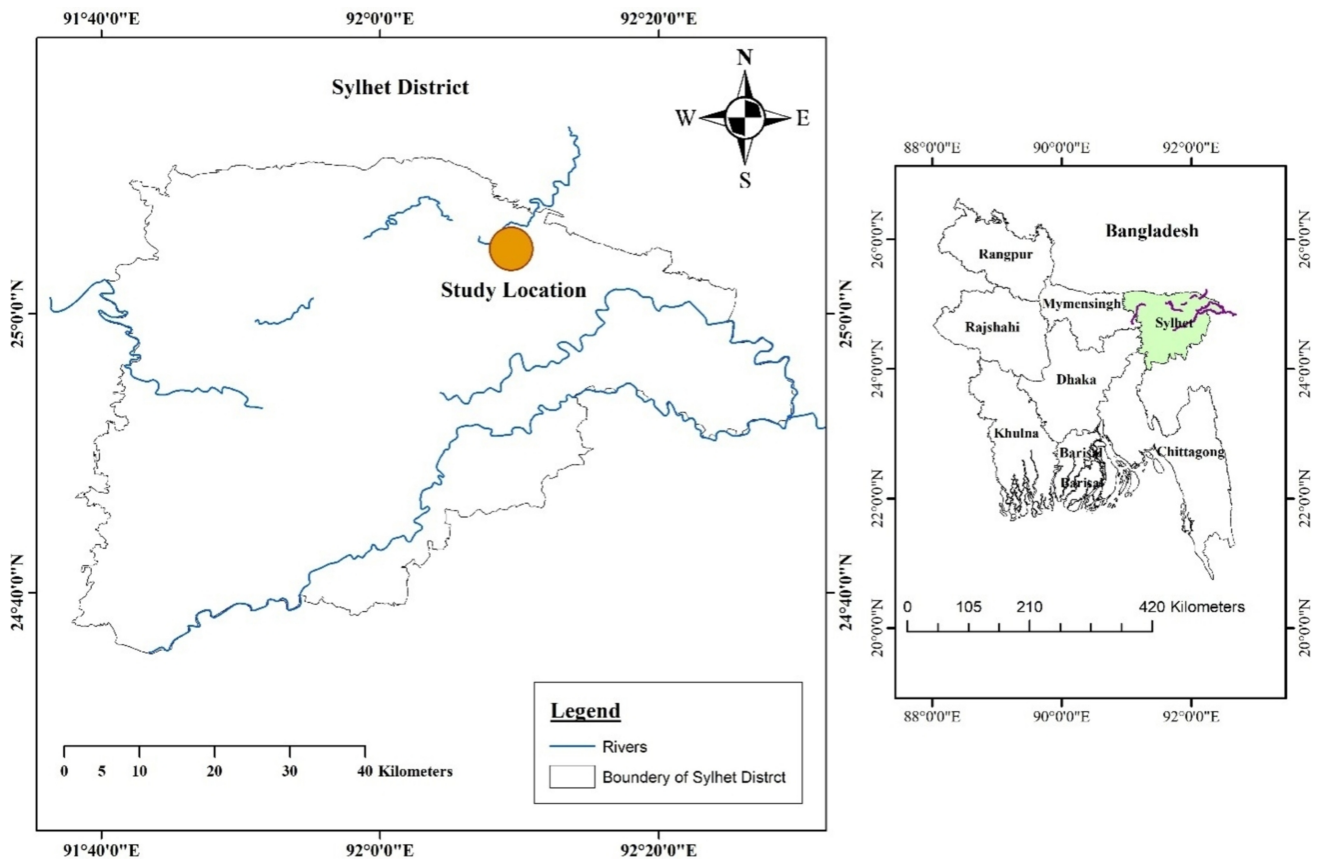 91°40'0"E
92°0'0"E
92°20'0"E
Sylhet District
N
W
E
S
25°0'0"N
24°40'0"N
Study Location
25°0'0"N
24°40'0"N
Legend
Rivers
Boundery of Sylhet Distrct
0 5 10 20 30 40 Kilometers
91°40'0"E
92°0'0"E
92°20'0"E
88°0'0"E
90°0'0"E
92°0'0"E
Bangladesh
26°0'0"N
24°0'0"N
22°0'0"N
20°0'0"N
Rangpur
Mymensingh
Sylhet
Rajshahi
Dhaka
Khulna
Barisal
Barisal
Chittagong
26°0'0"N
24°0'0"N
22°0'0"N
20°0'0"N
0 105 210 420 Kilometers
88°0'0"E
90°0'0"E
92°0'0"E